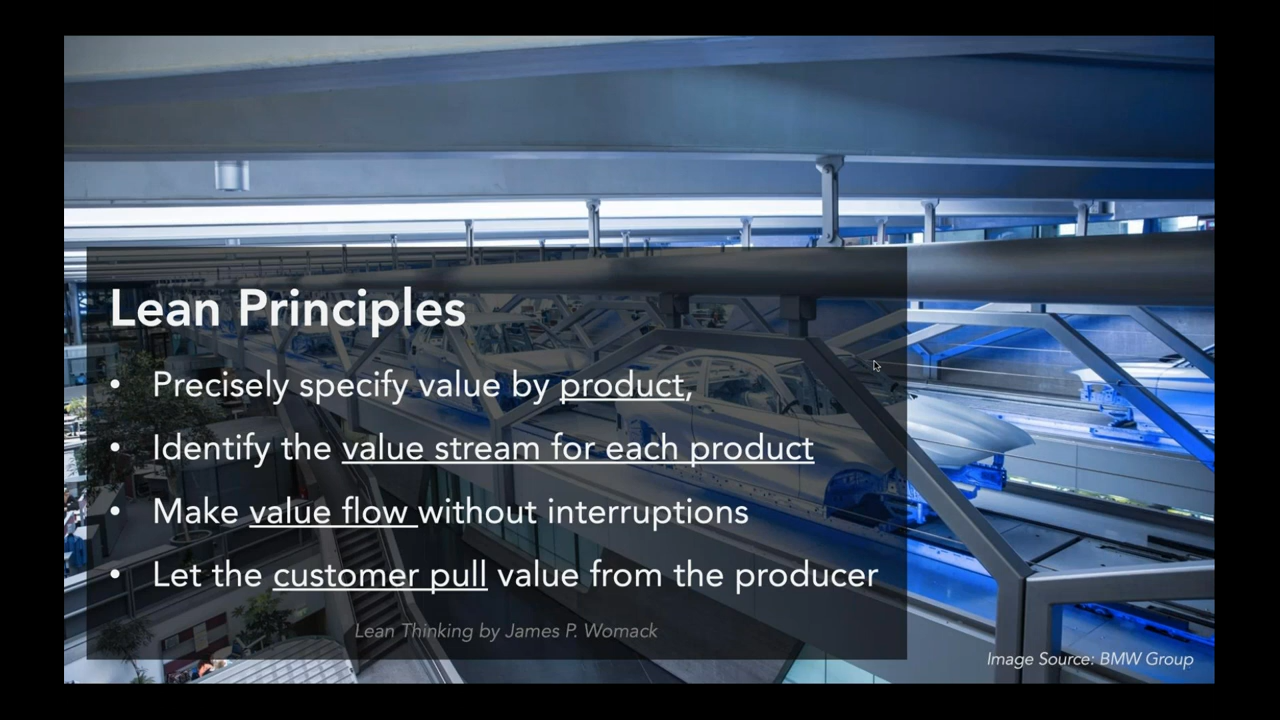 Lean Principles
• Precisely specify value by product,
• Identify the value stream for each product
• Make value flow without interruptions
• Let the customer pull value from the producer
Lean Thinking by James P. Womack
Image Source: BMW Group